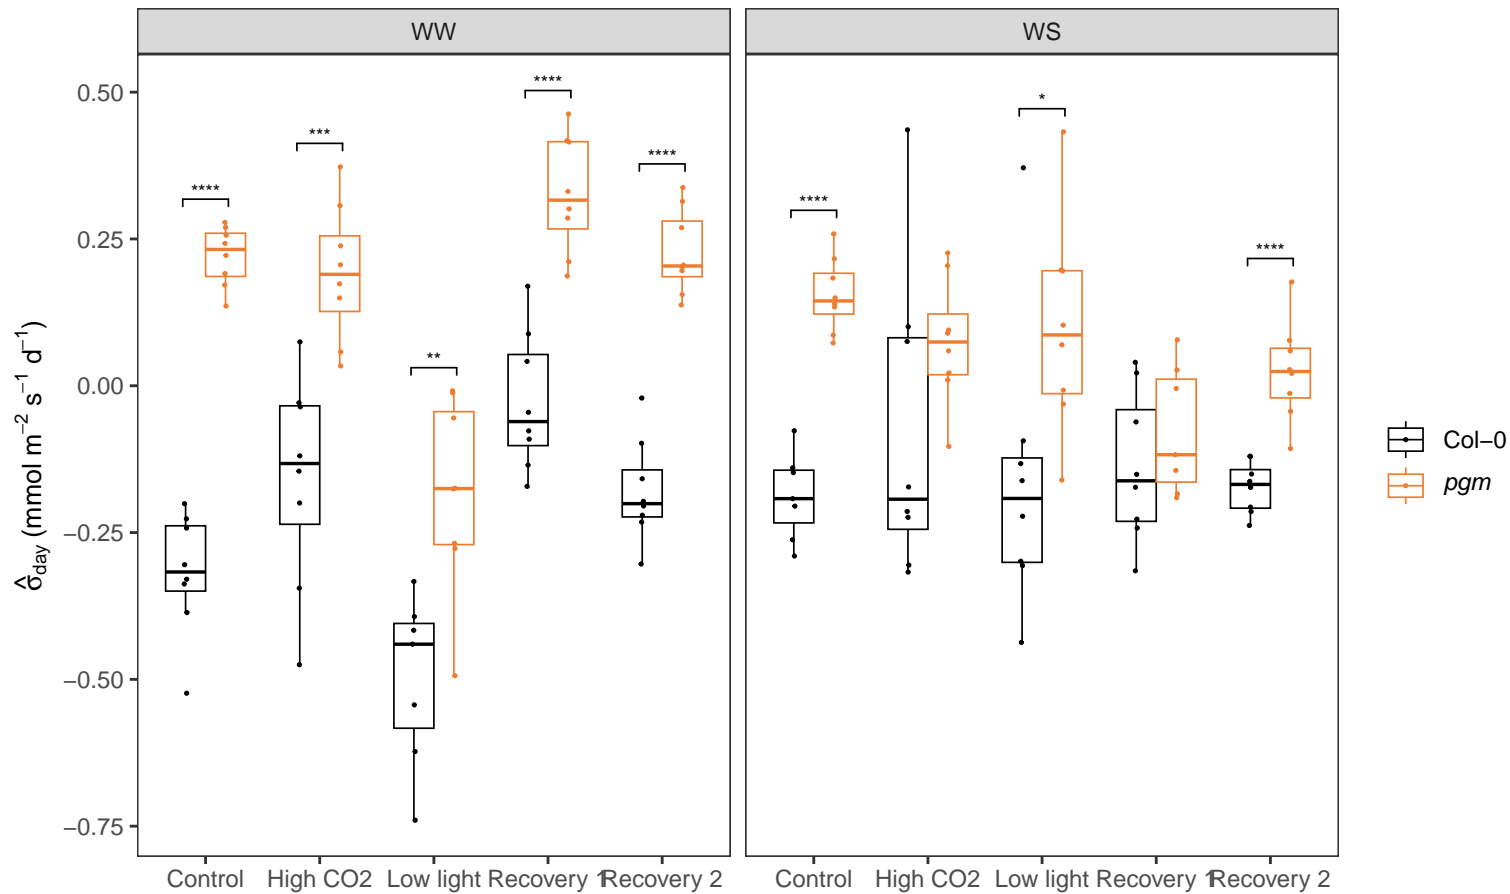 WW WS
****
0.50
*
***
****
****
****
****
0.25
**
0.00
−0.25
−0.50
−0.75
σ̂day (mmol m−2 s−1 d−1)
Col−0
pgm
Control High CO2 Low light Recovery 1 Recovery 2 Control High CO2 Low light Recovery 1 Recovery 2